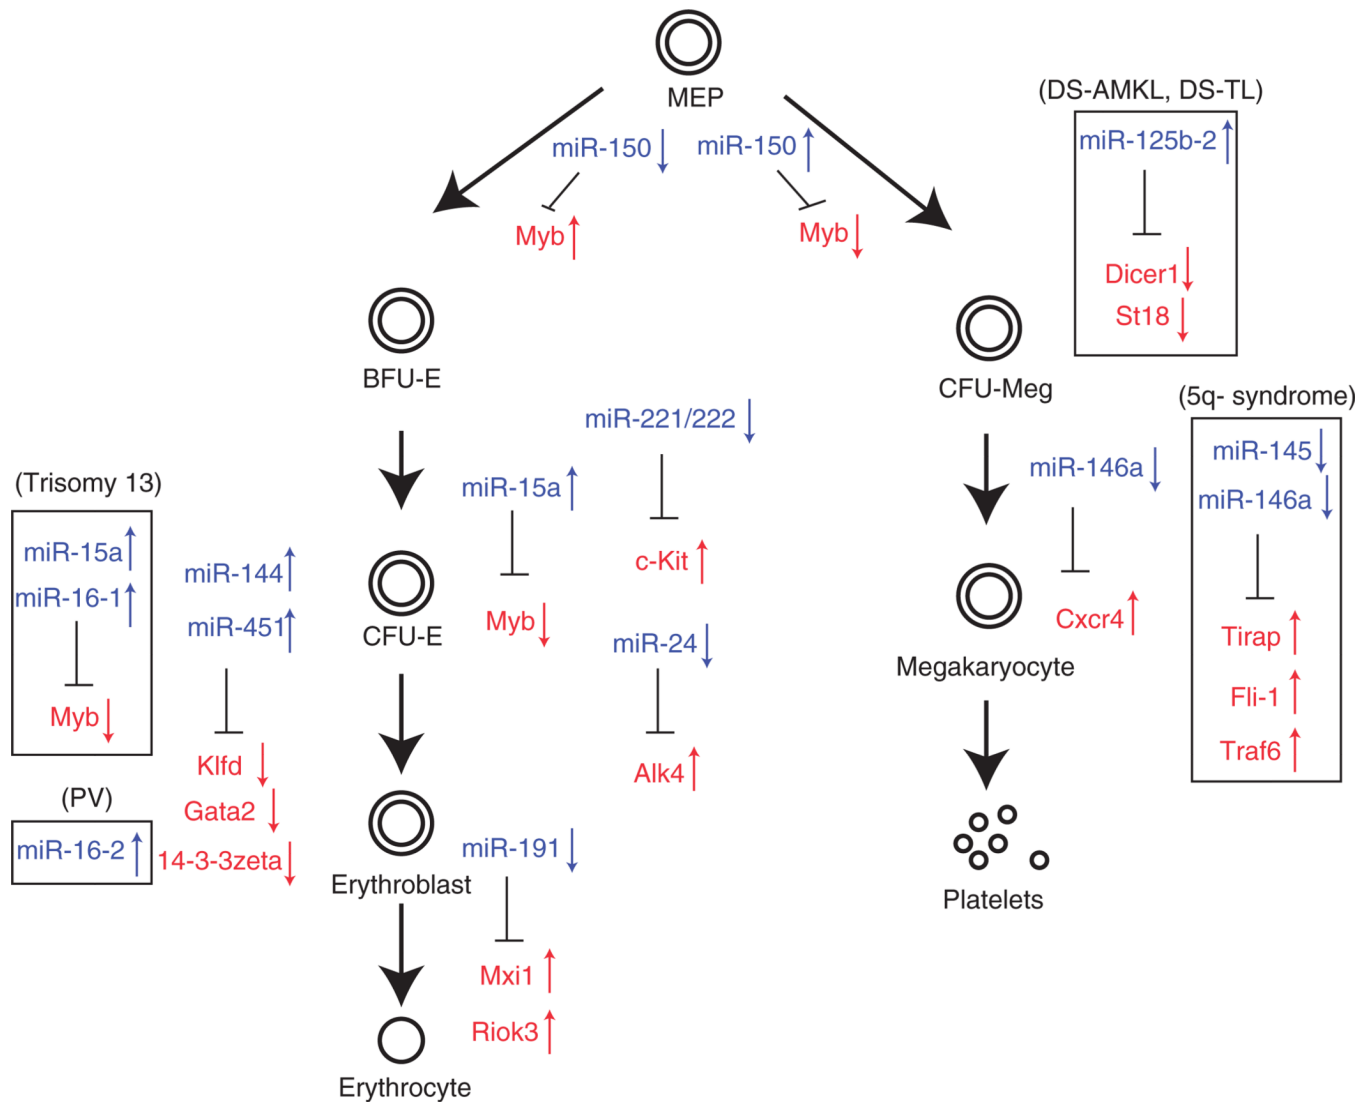 MEP
(DS-AMKL, DS-TL)
miR-150
miR-150
miR-125b-2
Myb
Myb
Dicer1
St18
BFU-E
CFU-Meg
(5q- syndrome)
miR-221/222
miR-145
miR-146a
miR-146a
(Trisomy 13)
miR-15a
miR-15a
miR-16-1
miR-144
miR-451
c-Kit
CFU-E
Myb
miR-24
Cxcr4
Tirap
Megakaryocyte
Fli-1
Myb
Klfd
Gata2
14-3-3zeta
Alk4
Traf6
(PV)
miR-16-2
miR-191
Erythroblast
Platelets
Mxi1
Riok3
Erythrocyte